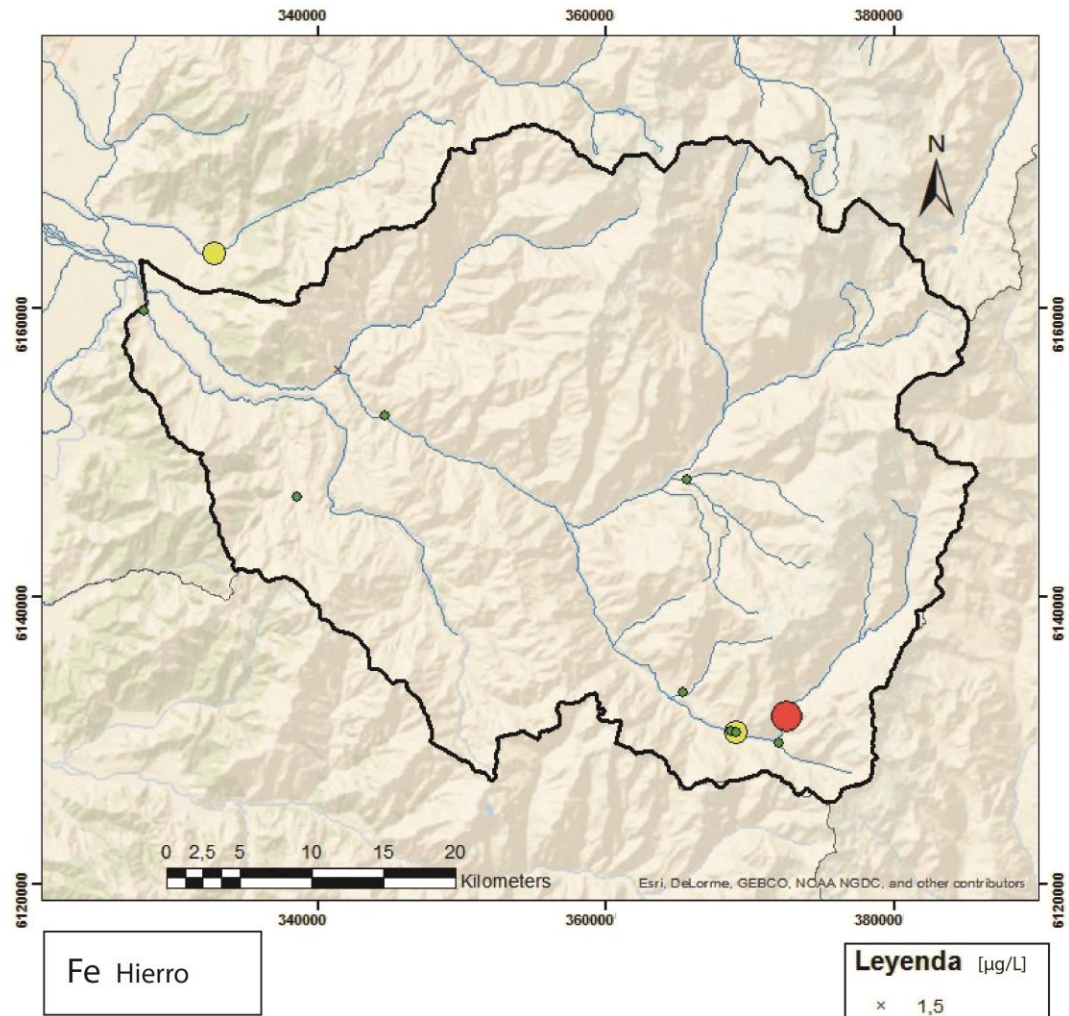 340000 360000 380000
N
6160000 6160000
6140000 6140000
0 2,5 5 10 15 20
Kilometers
Esri, DeLorme, GEBCO, NOAA NGDC, and other contributors
6120000 6120000
340000 360000 380000
Fe Hierro
Leyenda [µg/L]
× 1,5